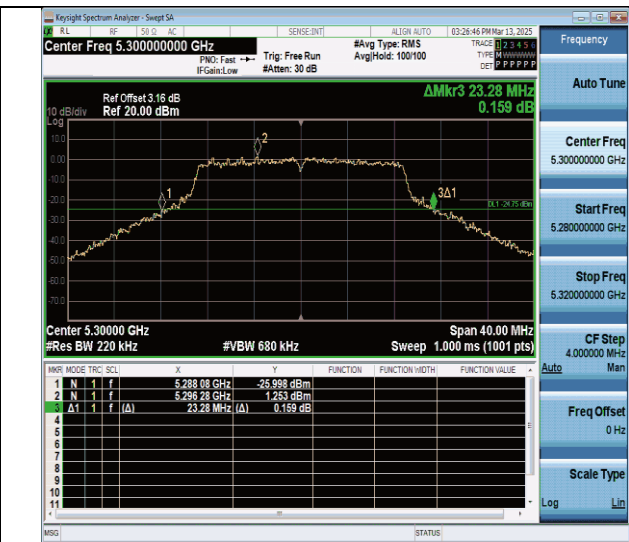 Keysight Spectrum Analyzer - Swept SA
RL RF 50 Ω AC SENSE:INT ALIGN AUTO 03:26:46 PM Mar 13, 2025
Center Freq 5.300000000 GHz #Avg Type: RMS TRACE 1 2 3 4 5 6
PNO: Fast Trig: Free Run Avg|Hold: 100/100 TYPE M
IFGain:Low #Atten: 30 dB DET P P P P P P
Frequency
Auto Tune
ΔMkr3 23.28 MHz
0.159 dB
Ref Offset 3.16 dB
10 dB/div Ref 20.00 dBm
Log
10.0
0.00
-10.0
-20.0
-30.0
-40.0
-50.0
-60.0
-70.0
1
2
3Δ1
DL1 -24.75 dBm
Center 5.30000 GHz Span 40.00 MHz
#Res BW 220 kHz #VBW 680 kHz Sweep 1.000 ms (1001 pts)
MKR MODE TRC SCL X Y FUNCTION FUNCTION WIDTH FUNCTION VALUE
1 N 1 f 5.288 08 GHz -25.998 dBm
2 N 1 f 5.296 28 GHz 1.253 dBm
3 Δ1 1 f (Δ) 23.28 MHz (Δ) 0.159 dB
4
5
6
7
8
9
10
11
Center Freq
5.300000000 GHz
Start Freq
5.280000000 GHz
Stop Freq
5.320000000 GHz
CF Step
4.000000 MHz
Auto Man
Freq Offset
0 Hz
Scale Type
Log Lin
MSG STATUS